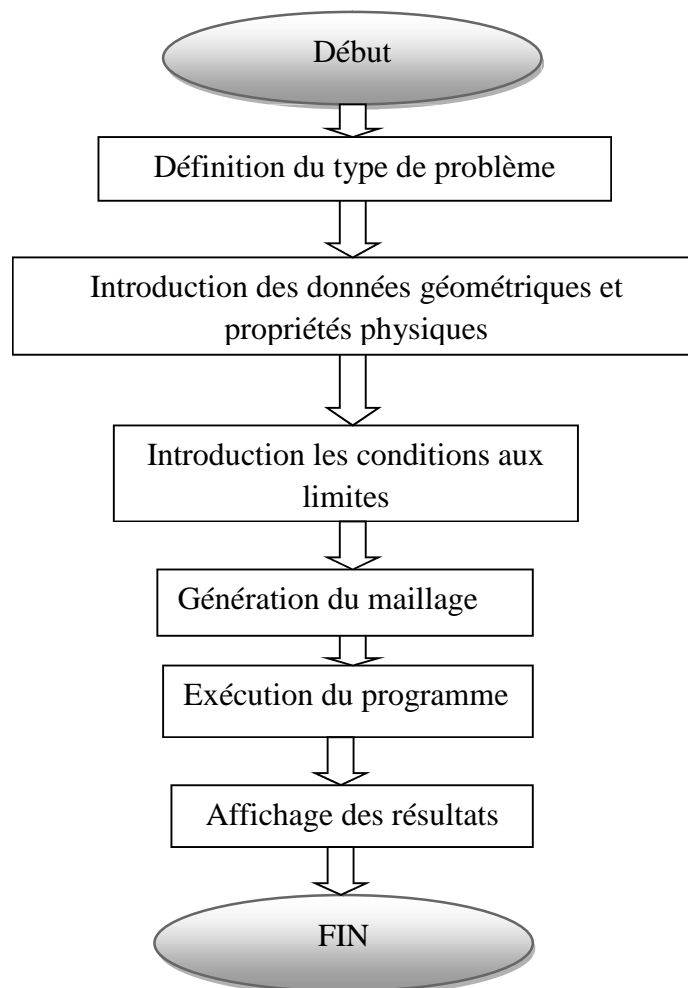 Début
Définition du type de problème
Introduction des données géométriques et
propriétés physiques
Introduction les conditions aux
limites
Génération du maillage
Exécution du programme
Affichage des résultats
FIN